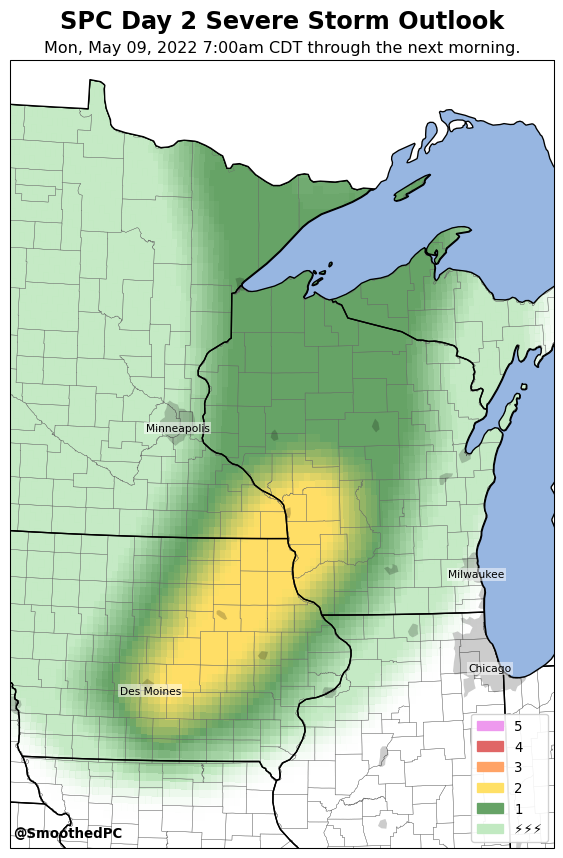 SPC Day 2 Severe Storm Outlook
Mon, May 09, 2022 7:00am CDT through the next morning.
Minneapolis
Milwaukee
Chicago
Des Moines
5
4
3
2
1
⚡⚡⚡
@SmoothedPC